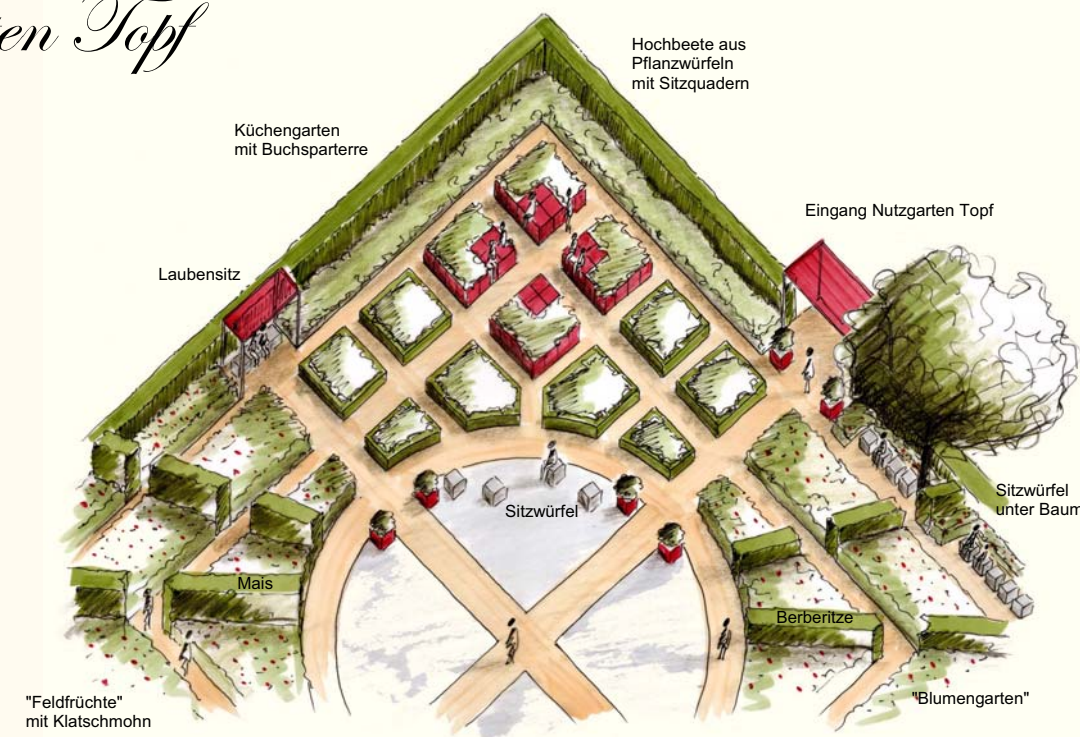 Topf
Hochbeete aus
Pflanzwürfeln
mit Sitzquadern
Küchengarten
mit Buchsparterre
Eingang Nutzgarten Topf
Laubensitz
Sitzwürfel
unter Baum
Sitzwürfel
Mais
Berberitze
"Feldfrüchte"
mit Klatschmohn
"Blumengarten"